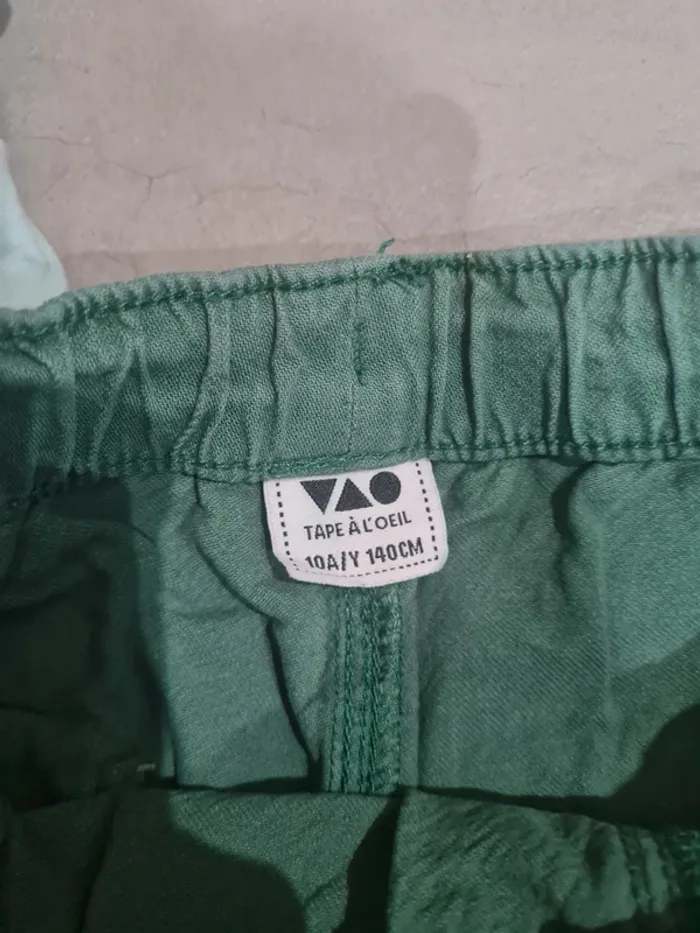 TAPE À L'OEIL
10A/Y 140CM